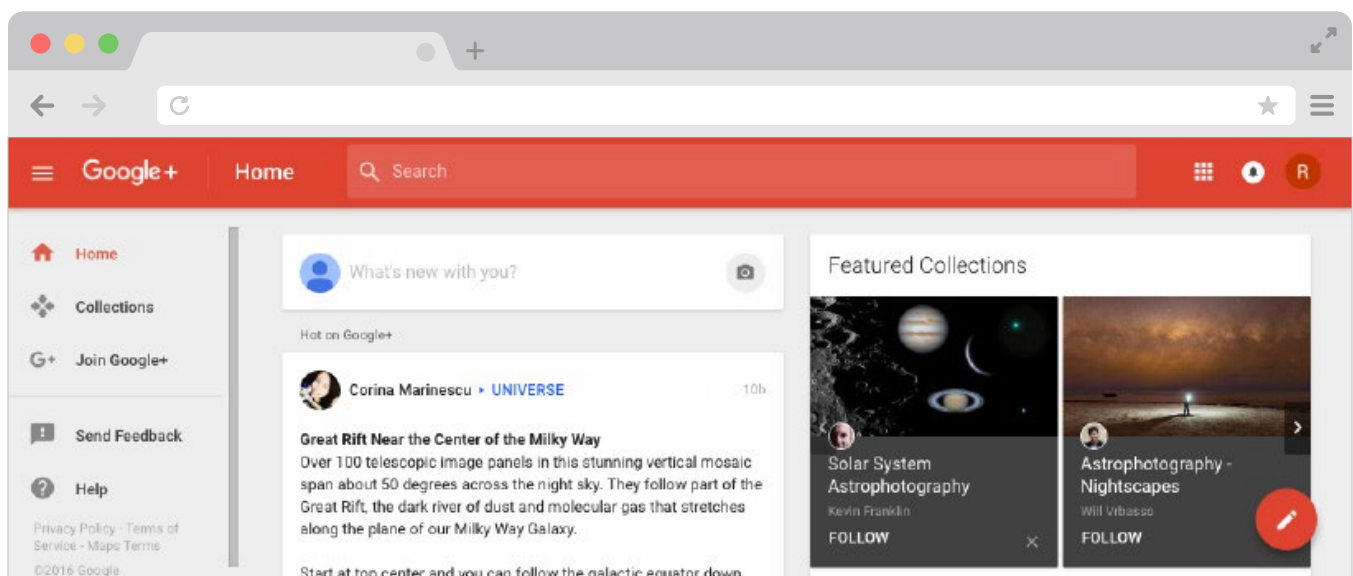 Google+
Home
Search
R
Home
Collections
G+ Join Google+
Send Feedback
Help
Privacy Policy - Terms of
Service - Maps Terms
©2016 Google
What's new with you?
Hot on Google+
Corina Marinescu ▸ UNIVERSE
10h
Great Rift Near the Center of the Milky Way
Over 100 telescopic image panels in this stunning vertical mosaic
span about 50 degrees across the night sky. They follow part of the
Great Rift, the dark river of dust and molecular gas that stretches
along the plane of our Milky Way Galaxy.
Start at top center and you can follow the galactic equator down
Featured Collections
Solar System
Astrophotography
Kevin Franklin
FOLLOW
Astrophotography -
Nightscapes
Will Vrbasso
FOLLOW